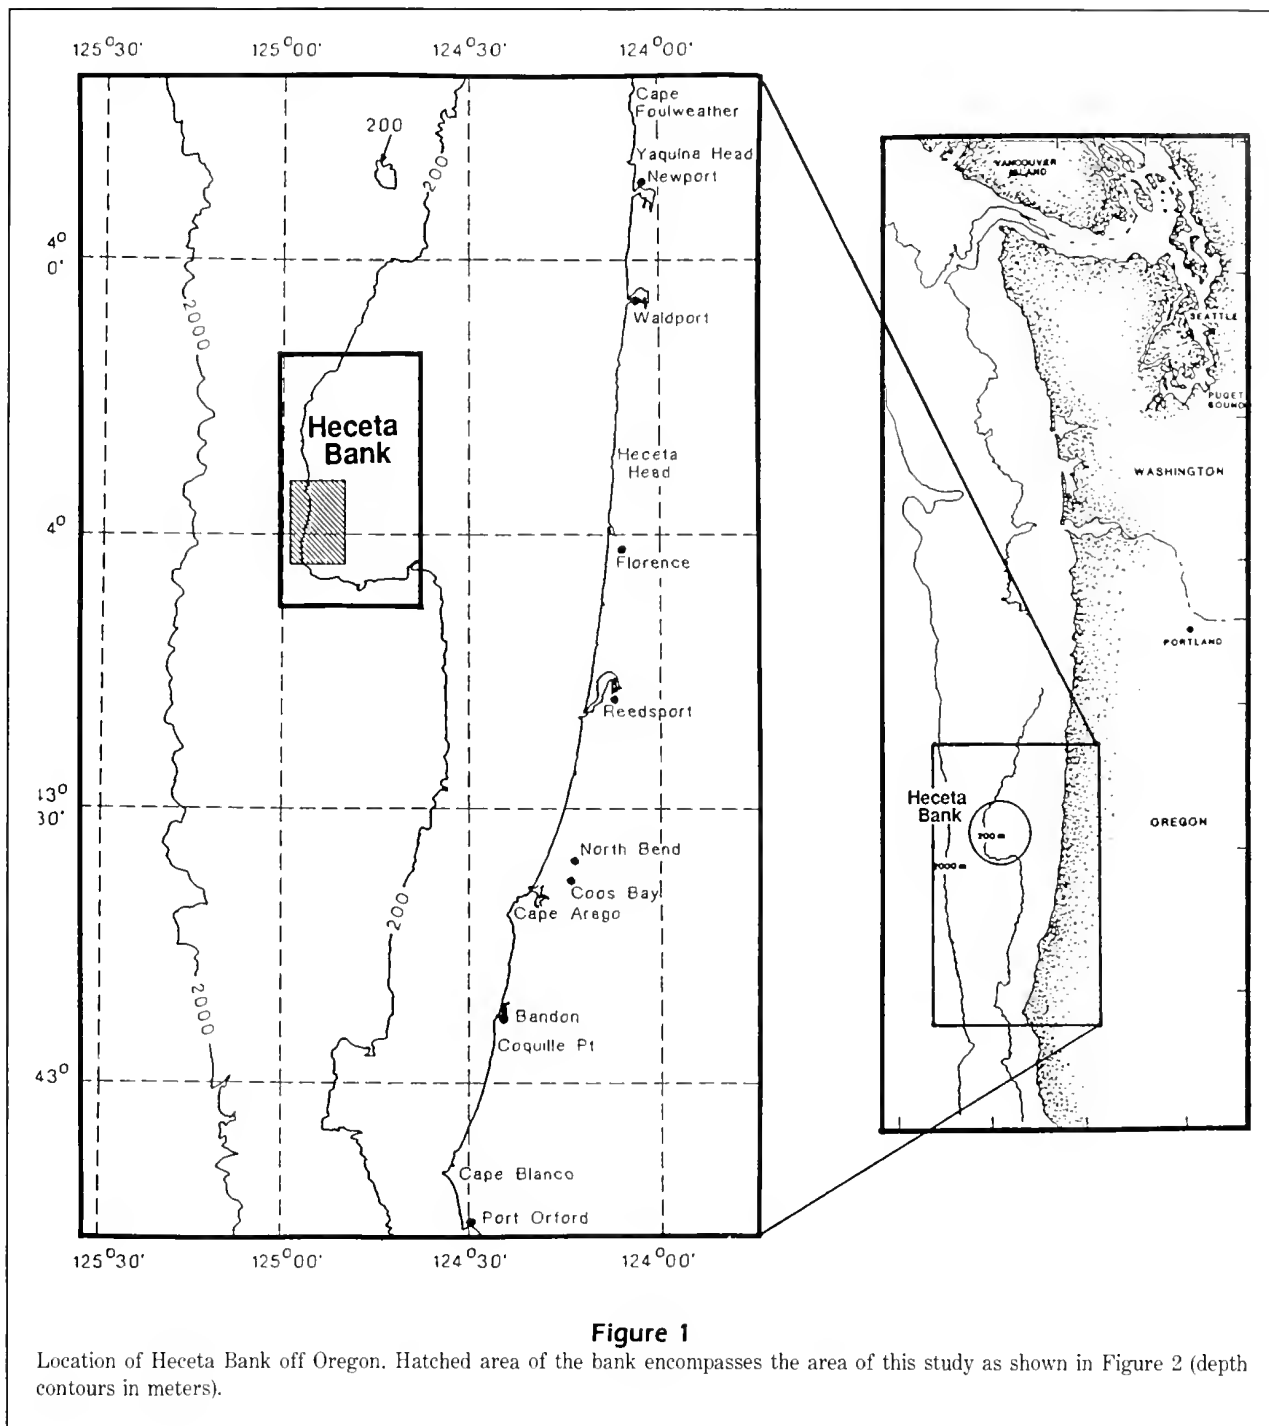 125°30'
125°00'
124°30'
124°00'
Cape
Foulweather
200
200
Yaquina Head
Newport
4°
0'
2000
Waldport
Heceta
Bank
Heceta
Head
4°
Florence
Reedsport
13°
30'
North Bend
Coos Bay
Cape Arago
200
2000
Bandon
Coquille Pt
43°
Cape Blanco
Port Orford
125°30'
125°00'
124°30'
124°00'
VANCOUVER
ISLAND
SEATTLE
PUGET
SOUND
WASHINGTON
PORTLAND
Heceta
Bank
200 m
2000 m
OREGON
Figure 1
Location of Heceta Bank off Oregon. Hatched area of the bank encompasses the area of this study as shown in Figure 2 (depth
contours in meters).